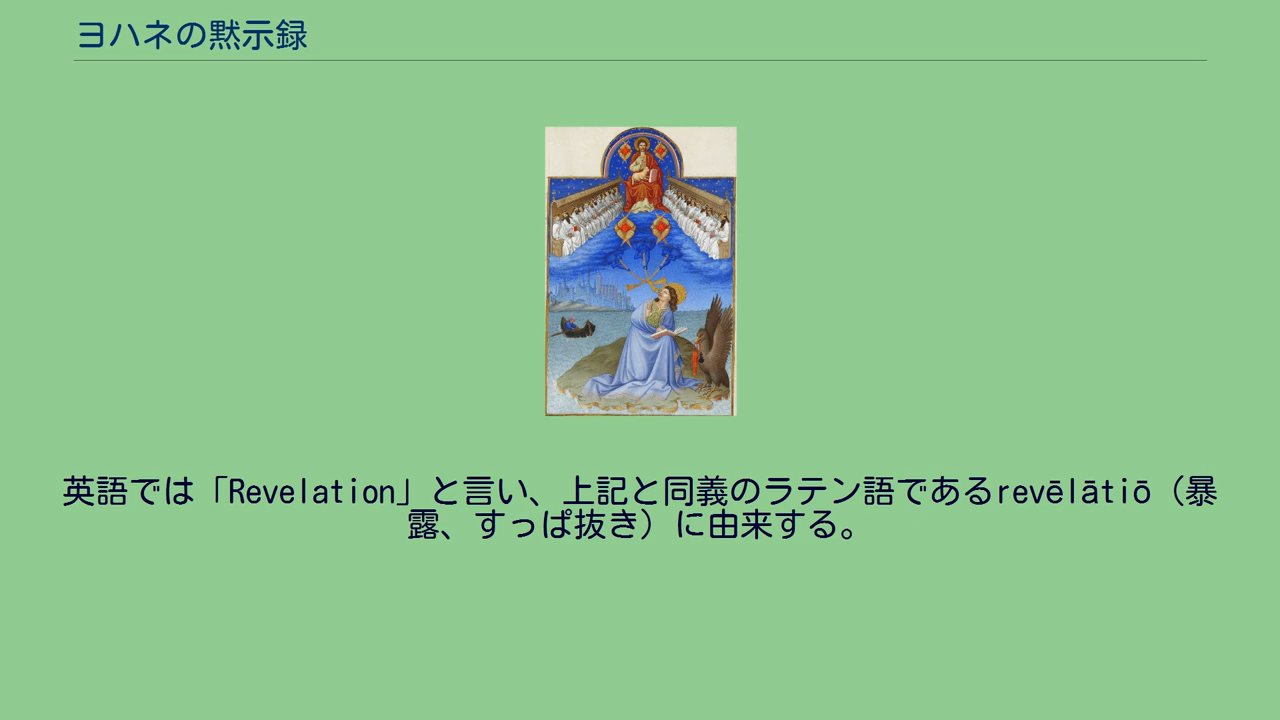 ヨハネの黙示録
英語では「Revelation」と言い、上記と同義のラテン語であるrevēlātiō（暴
露、すっぱ抜き）に由来する。